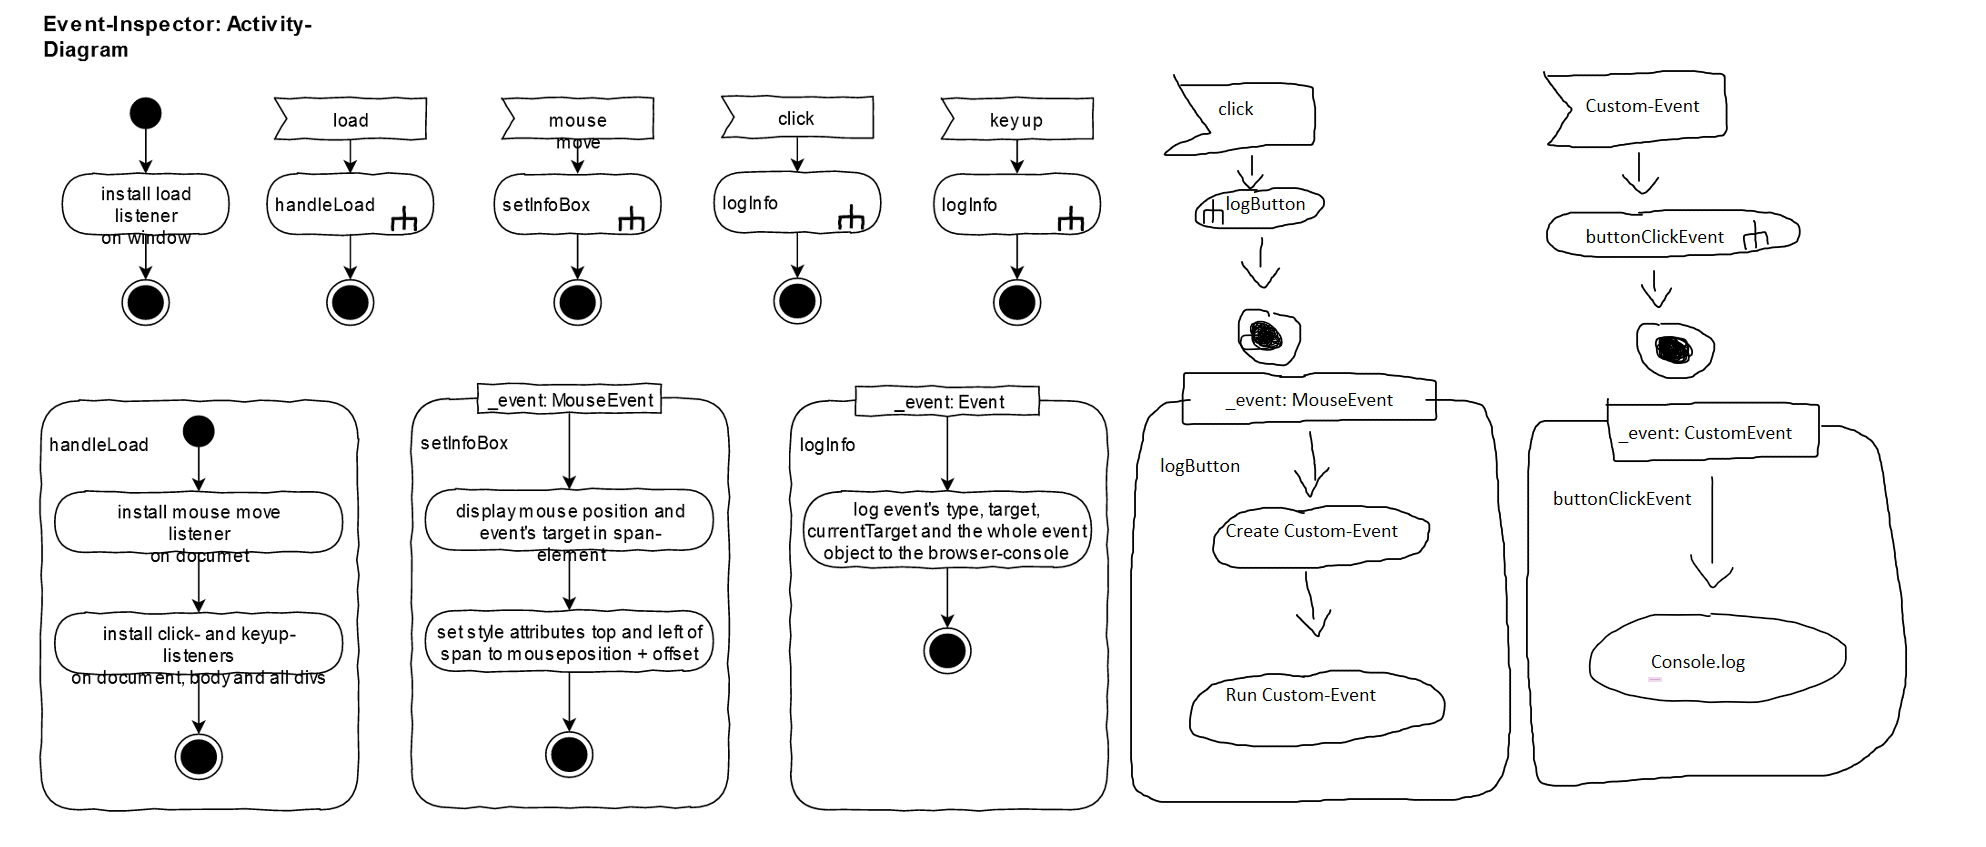 Event-Inspector: Activity-
Diagram
load
mouse
move
click
keyup
click
Custom-Event
install load
listener
on window
handleLoad
setInfoBox
logInfo
logInfo
logButton
buttonClickEvent
handleLoad
install mouse move
listener
on documet
install click- and keyup-
listeners
on document, body and all divs
_event: MouseEvent
setInfoBox
display mouse position and
event's target in span-
element
set style attributes top and left of
span to mouseposition + offset
_event: Event
logInfo
log event's type, target,
currentTarget and the whole event
object to the browser-console
_event: MouseEvent
logButton
Create Custom-Event
Run Custom-Event
_event: CustomEvent
buttonClickEvent
Console.log